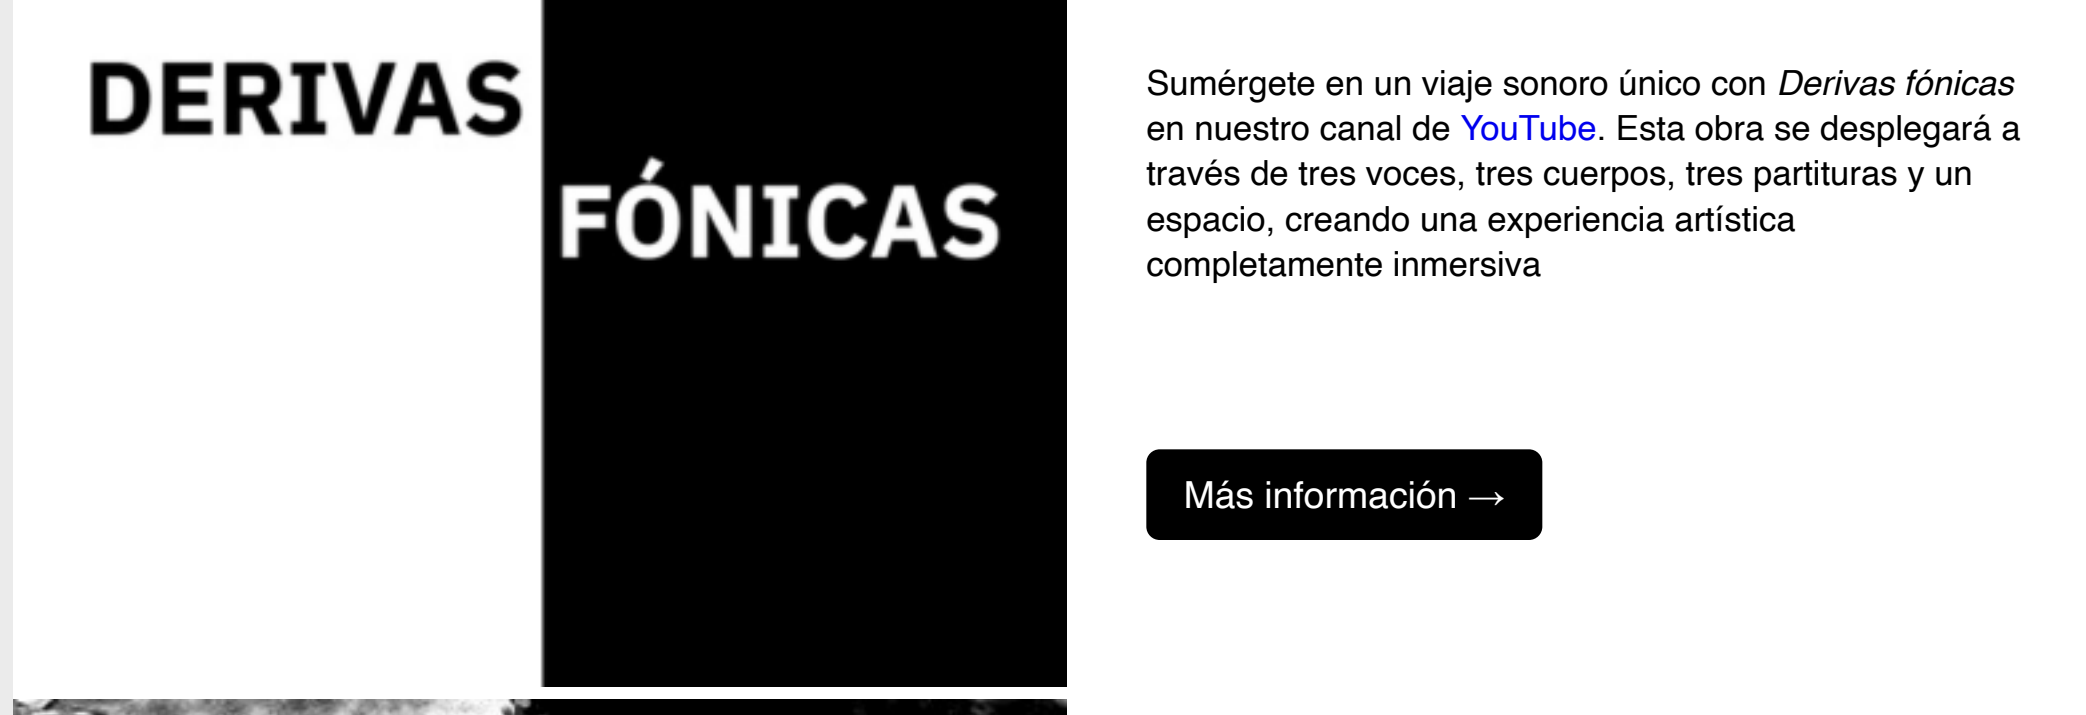 DERIVAS
FÓNICAS
Sumérgete en un viaje sonoro único con Derivas fónicas
en nuestro canal de YouTube. Esta obra se desplegará a
través de tres voces, tres cuerpos, tres partituras y un
espacio, creando una experiencia artística
completamente inmersiva
Más información →